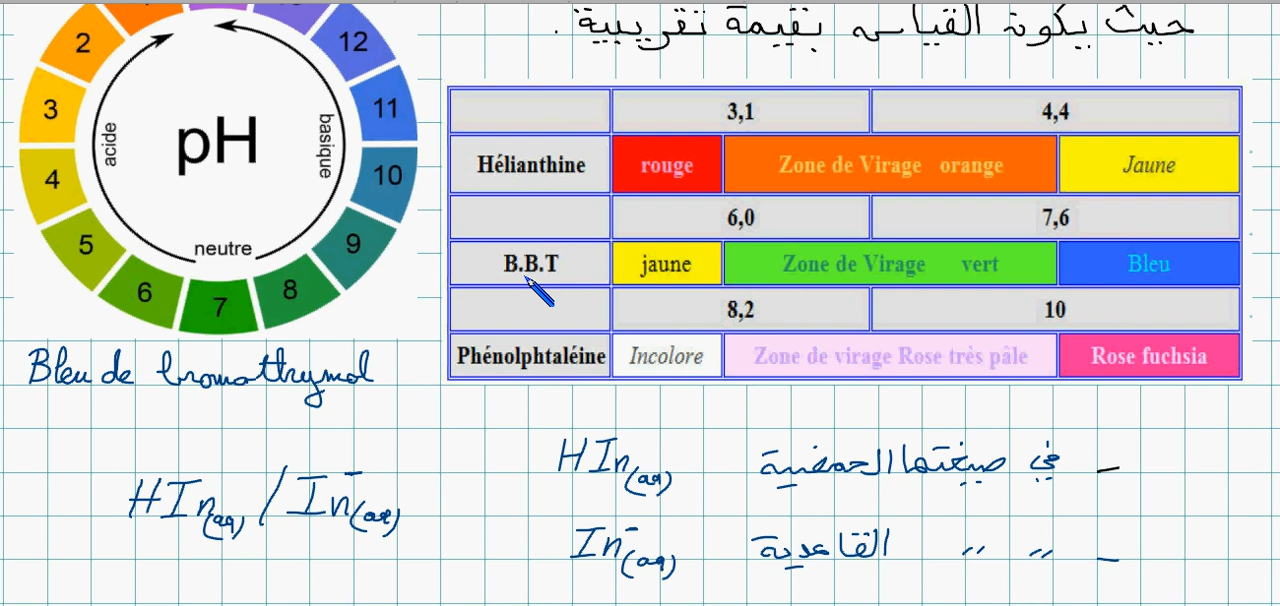 حيث يكون القياس بقيمة تقريبية .
2
3
4
5
6
7
8
9
10
11
12
acide
pH
basique
neutre
3,1 4,4
Hélianthine rouge Zone de Virage orange Jaune
6,0 7,6
B.B.T jaune Zone de Virage vert Bleu
8,2 10
Phénolphtaléine Incolore Zone de virage Rose très pâle Rose fuchsia
Bleu de bromothymol
HIn(aq) / In⁻(aq)
- في صيغتها الحمضية HIn(aq)
- " " القاعدية In⁻(aq)